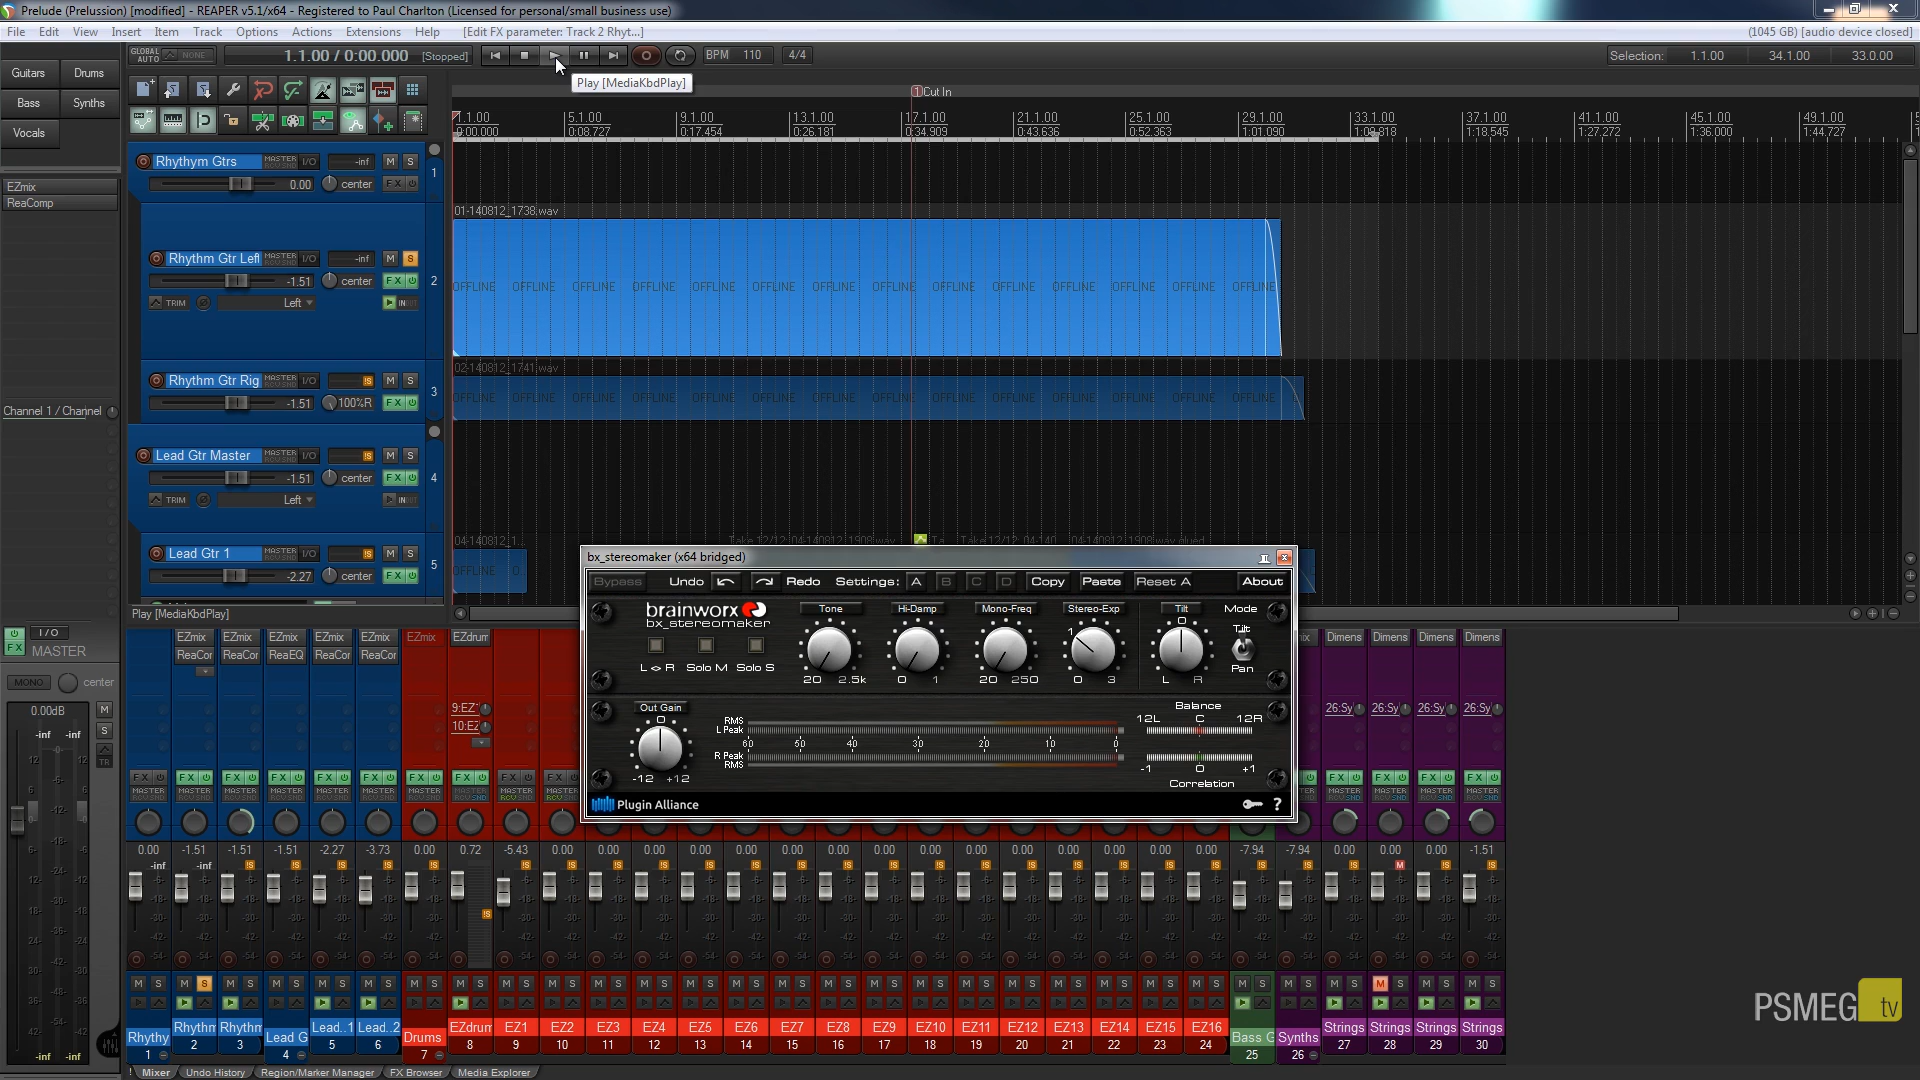 Prelude (Prelussion) [modified] - REAPER v5.1/x64 - Registered to Paul Charlton (Licensed for personal/small business use)
File Edit View Insert Item Track Options Actions Extensions Help [Edit FX parameter: Track 2 Rhyt...]
(1045 GB) [audio device closed]
GLOBAL AUTO NONE 1.1.00 / 0:00.000 [Stopped] BPM 110 4/4 Selection: 1.1.00 34.1.00 33.0.00
Play [MediaKbdPlay]
Guitars Drums
Bass Synths
Vocals
1 Cut In
1.1.00 5.1.00 9.1.00 13.1.00 17.1.00 21.1.00 25.1.00 29.1.00 33.1.00 37.1.00 41.1.00 45.1.00 49.1.00
0:00.000 0:08.727 0:17.454 0:26.181 0:34.909 0:43.636 0:52.363 1:01.090 1:09.818 1:18.545 1:27.272 1:36.000 1:44.727
EZmix
ReaComp
Channel 1 / Channel
Rhythym Gtrs MASTER I/O -inf M S 1
0.00 center FX
01-140812_1738.wav
Rhythm Gtr Left MASTER I/O -inf M S
-1.51 center FX 2
TRIM Left IN
OFFLINE OFFLINE OFFLINE OFFLINE OFFLINE OFFLINE OFFLINE OFFLINE OFFLINE OFFLINE OFFLINE OFFLINE OFFLINE OFFLINE
02-140812_1741.wav
Rhythm Gtr Rig MASTER I/O M S
-1.51 100%R FX 3
OFFLINE OFFLINE OFFLINE OFFLINE OFFLINE OFFLINE OFFLINE OFFLINE OFFLINE OFFLINE OFFLINE OFFLINE OFFLINE OFFLINE
Lead Gtr Master MASTER I/O M S
-1.51 center FX 4
TRIM Left IN
Lead Gtr 1 MASTER I/O M S
-2.27 center FX 5
04-140812_1...
OFFLINE O
Play [MediaKbdPlay]
bx_stereomaker (x64 bridged)
Bypass Undo Redo Settings: A B C D Copy Paste Reset A About
brainworx
bx_stereomaker
L <> R Solo M Solo S
Tone Hi-Damp Mono-Freq Stereo-Exp Tilt Mode
20 2.5k 0 1 20 250 1 0 3 0 L R Tilt Pan
Out Gain
0
-12 +12
RMS
L Peak
60 50 40 30 20 10 0
R Peak
RMS
Balance
12L C 12R
-1 0 +1
Correlation
Plugin Alliance ?
I/O
FX MASTER
MONO center
0.00dB M
-inf -inf S
-inf -inf
EZmix EZmix ReaEQ EZmix EZmix EZmix EZdrum Dimens Dimens Dimens Dimens
ReaCor ReaCor ReaEQ ReaCor ReaCor
9:EZ
10:EZ
26:Sy 26:Sy 26:Sy
0.00 -1.51 -1.51 -1.51 -2.27 -3.73 0.00 0.72 -5.43 0.00 0.00 0.00 0.00 0.00 0.00 0.00 0.00 0.00 0.00 0.00 0.00 0.00 0.00 0.00 -7.94 -7.94 0.00 0.00 0.00 -1.51
Rhythy Rhythm Rhythm Lead G Lead..1 Lead..2 Drums EZdrum EZ1 EZ2 EZ3 EZ4 EZ5 EZ6 EZ7 EZ8 EZ9 EZ10 EZ11 EZ12 EZ13 EZ14 EZ15 EZ16 Bass G Synths Strings Strings Strings Strings
1 2 3 4 5 6 7 8 9 10 11 12 13 14 15 16 17 18 19 20 21 22 23 24 25 26 27 28 29 30
! Mixer Undo History Region/Marker Manager FX Browser Media Explorer
PSMEG tv